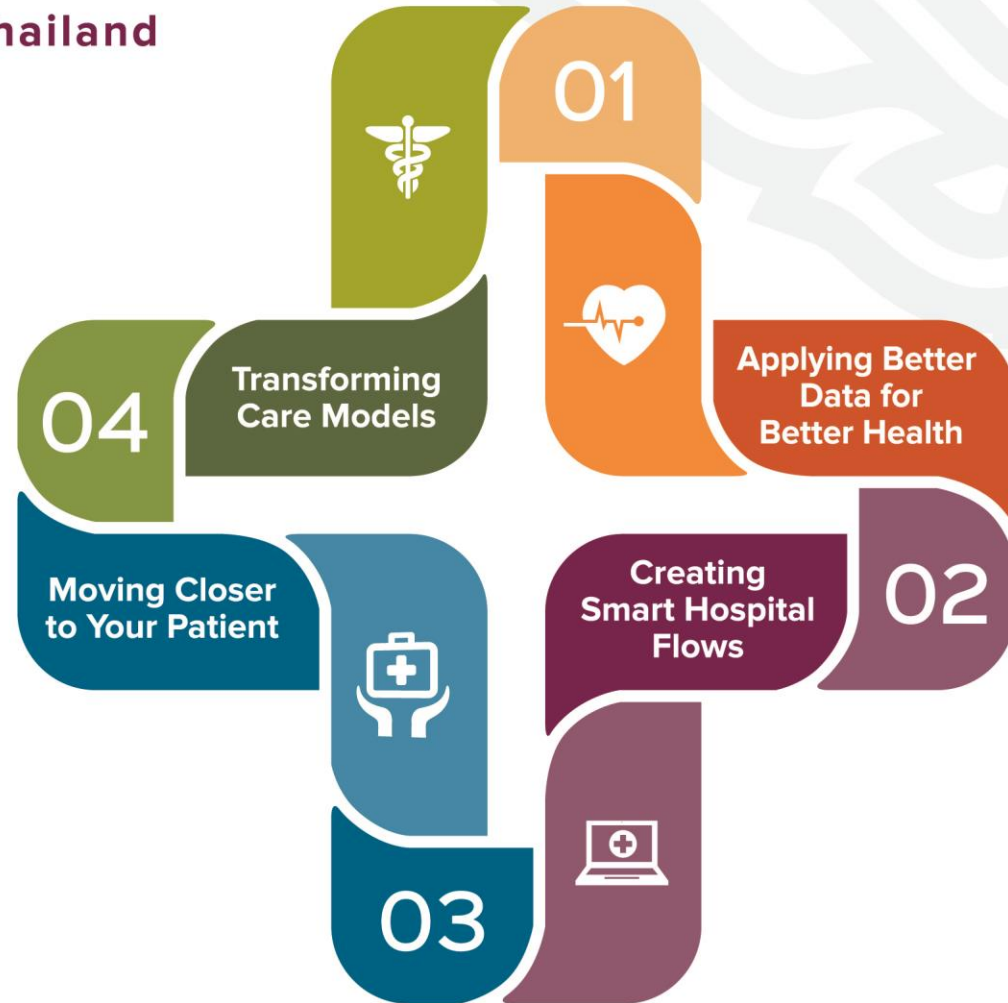 01
Applying Better
Data for
Better Health
02
Creating
Smart Hospital
Flows
03
Moving Closer
to Your Patient
04
Transforming
Care Models